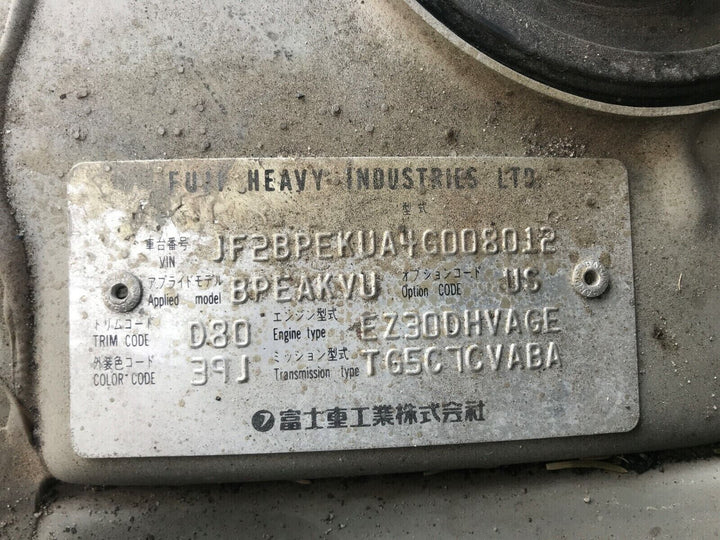 FUJI HEAVY INDUSTRIES LTD.
型式
車台番号 VIN JF2BPEKUA4G008012
アプライドモデル Applied model BPEAKVU オプションコード Option CODE US
トリムコード TRIM CODE D80 エンジン型式 Engine type EZ30DHVAGE
外装色コード COLOR CODE 391 ミッション型式 Transmission type TG5C7CVABA
富士重工業株式会社